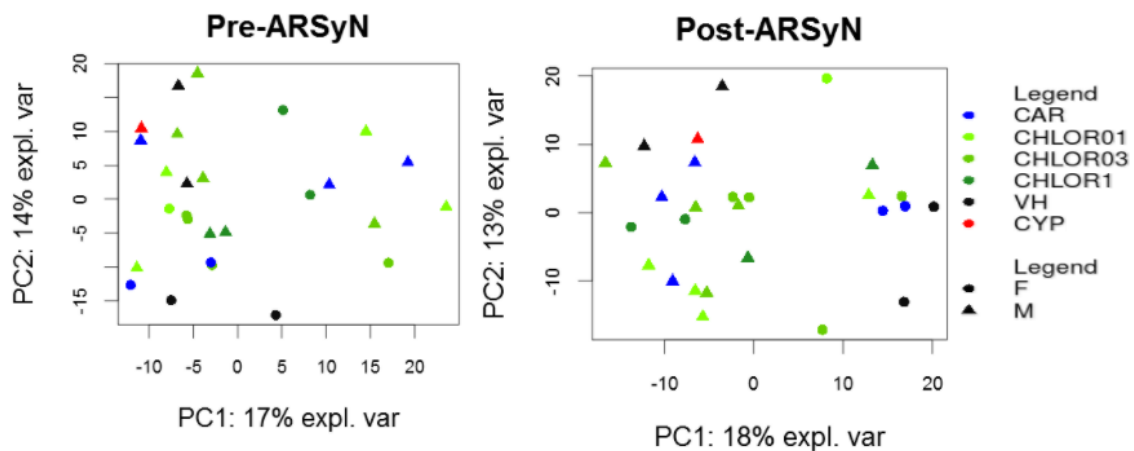 Pre-ARSyN
Post-ARSyN
20
10
5
0
-5
-15
PC2: 14% expl. var
-10
-5
0
5
10
15
20
PC1: 17% expl. var
20
10
0
-10
PC2: 13% expl. var
-10
0
10
20
PC1: 18% expl. var
Legend
CAR
CHLOR01
CHLOR03
CHLOR1
VH
CYP
Legend
F
M